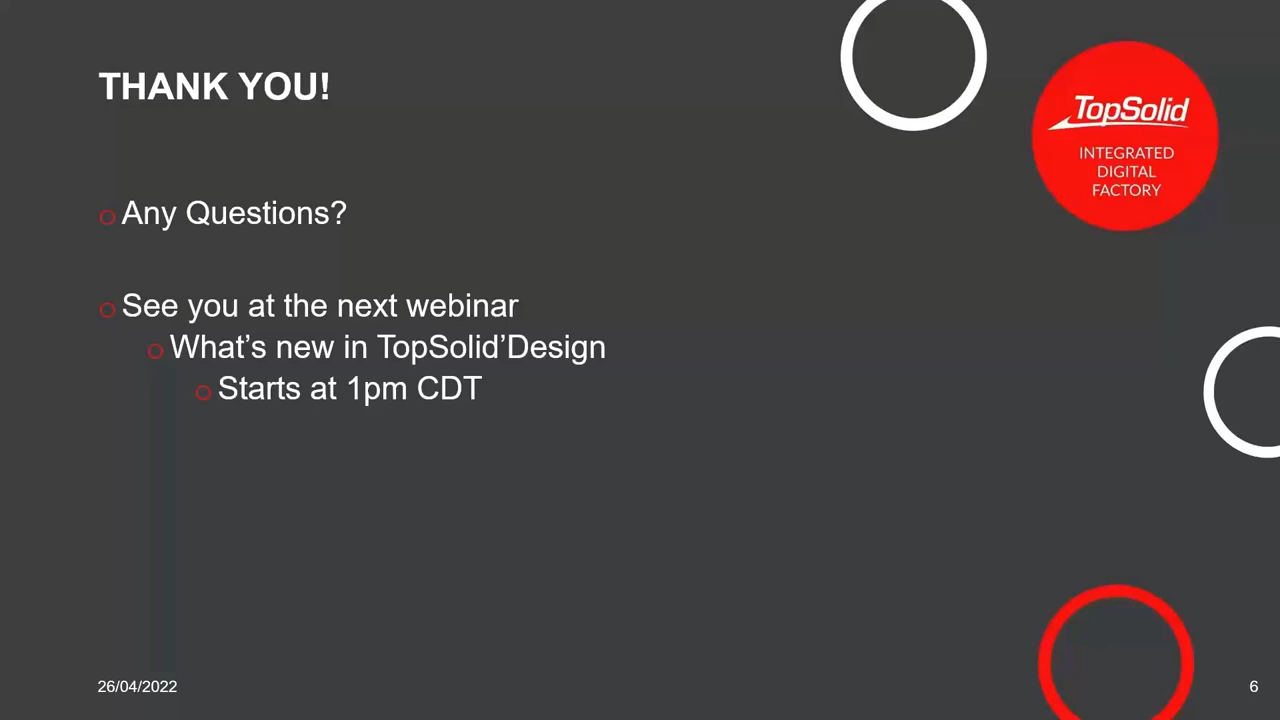 THANK YOU!
TopSolid
INTEGRATED
DIGITAL
FACTORY
Any Questions?
See you at the next webinar
What’s new in TopSolid’Design
Starts at 1pm CDT
26/04/2022
6